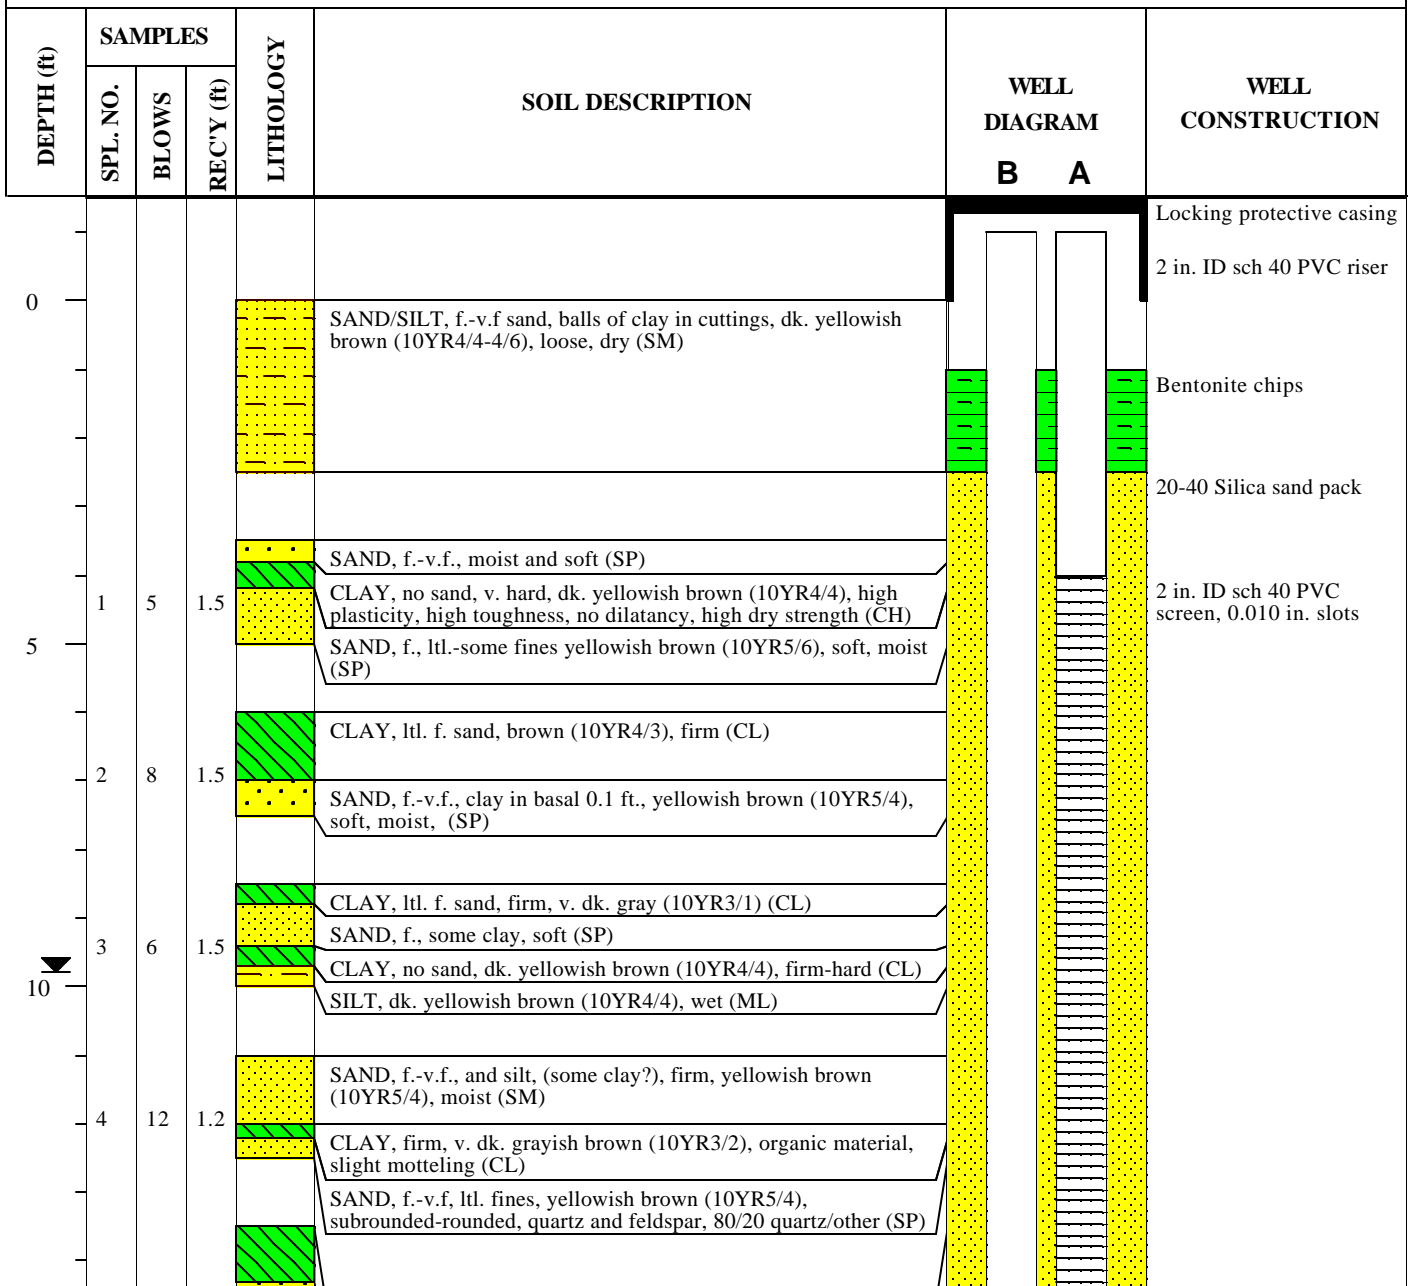 DEPTH (ft)
SAMPLES
SPL. NO.
BLOWS
REC'Y (ft)
LITHOLOGY
SOIL DESCRIPTION
WELL
DIAGRAM
B A
WELL
CONSTRUCTION
Locking protective casing
2 in. ID sch 40 PVC riser
0
SAND/SILT, f.-v.f sand, balls of clay in cuttings, dk. yellowish
brown (10YR4/4-4/6), loose, dry (SM)
Bentonite chips
20-40 Silica sand pack
SAND, f.-v.f., moist and soft (SP)
1 5 1.5
CLAY, no sand, v. hard, dk. yellowish brown (10YR4/4), high
plasticity, high toughness, no dilatancy, high dry strength (CH)
2 in. ID sch 40 PVC
screen, 0.010 in. slots
5
SAND, f., ltl.-some fines yellowish brown (10YR5/6), soft, moist
(SP)
CLAY, ltl. f. sand, brown (10YR4/3), firm (CL)
2 8 1.5
SAND, f.-v.f., clay in basal 0.1 ft., yellowish brown (10YR5/4),
soft, moist, (SP)
CLAY, ltl. f. sand, firm, v. dk. gray (10YR3/1) (CL)
SAND, f., some clay, soft (SP)
3 6 1.5
CLAY, no sand, dk. yellowish brown (10YR4/4), firm-hard (CL)
10
SILT, dk. yellowish brown (10YR4/4), wet (ML)
SAND, f.-v.f., and silt, (some clay?), firm, yellowish brown
(10YR5/4), moist (SM)
4 12 1.2
CLAY, firm, v. dk. grayish brown (10YR3/2), organic material,
slight motteling (CL)
SAND, f.-v.f, ltl. fines, yellowish brown (10YR5/4),
subrounded-rounded, quartz and feldspar, 80/20 quartz/other (SP)